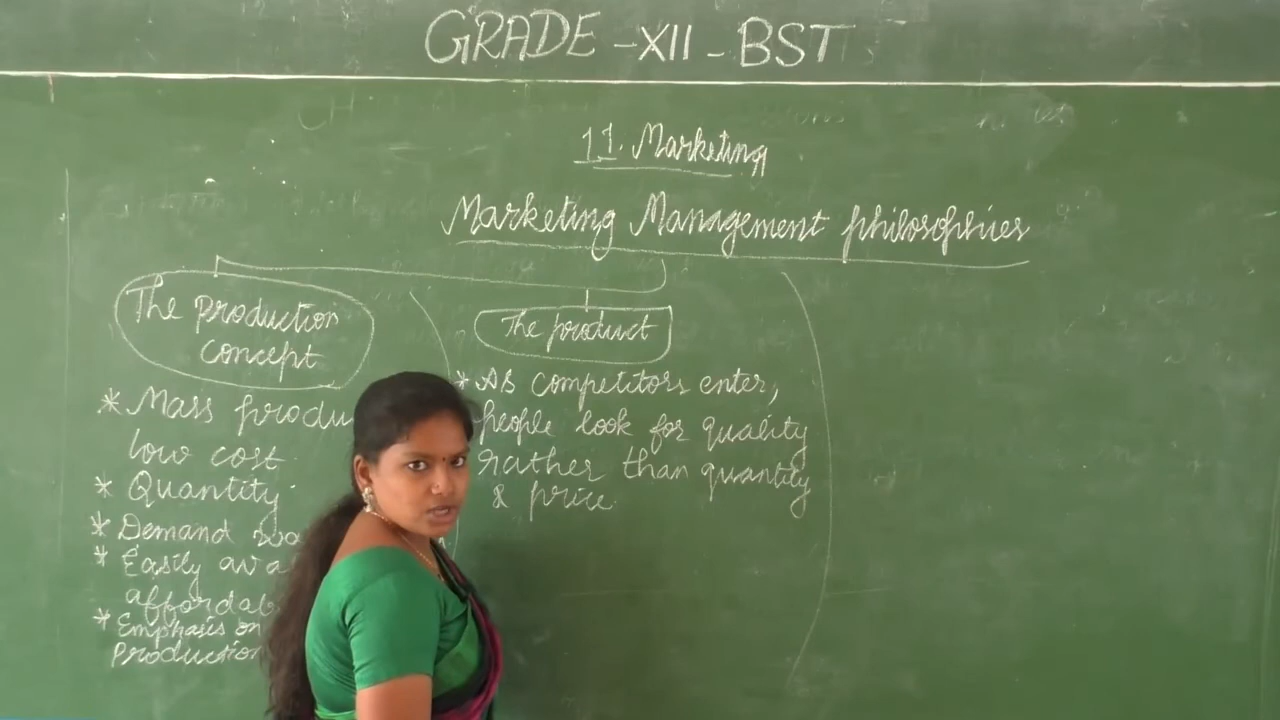 GRADE - XII - BST
11. Marketing
Marketing Management philosophies
The production
concept
* Mass produ
low cost
* Quantity
* Demand
* Easily ava
affordab
* Emphasis on
Production
The product
* As competitors enter,
people look for quality
rather than quantity
& price.